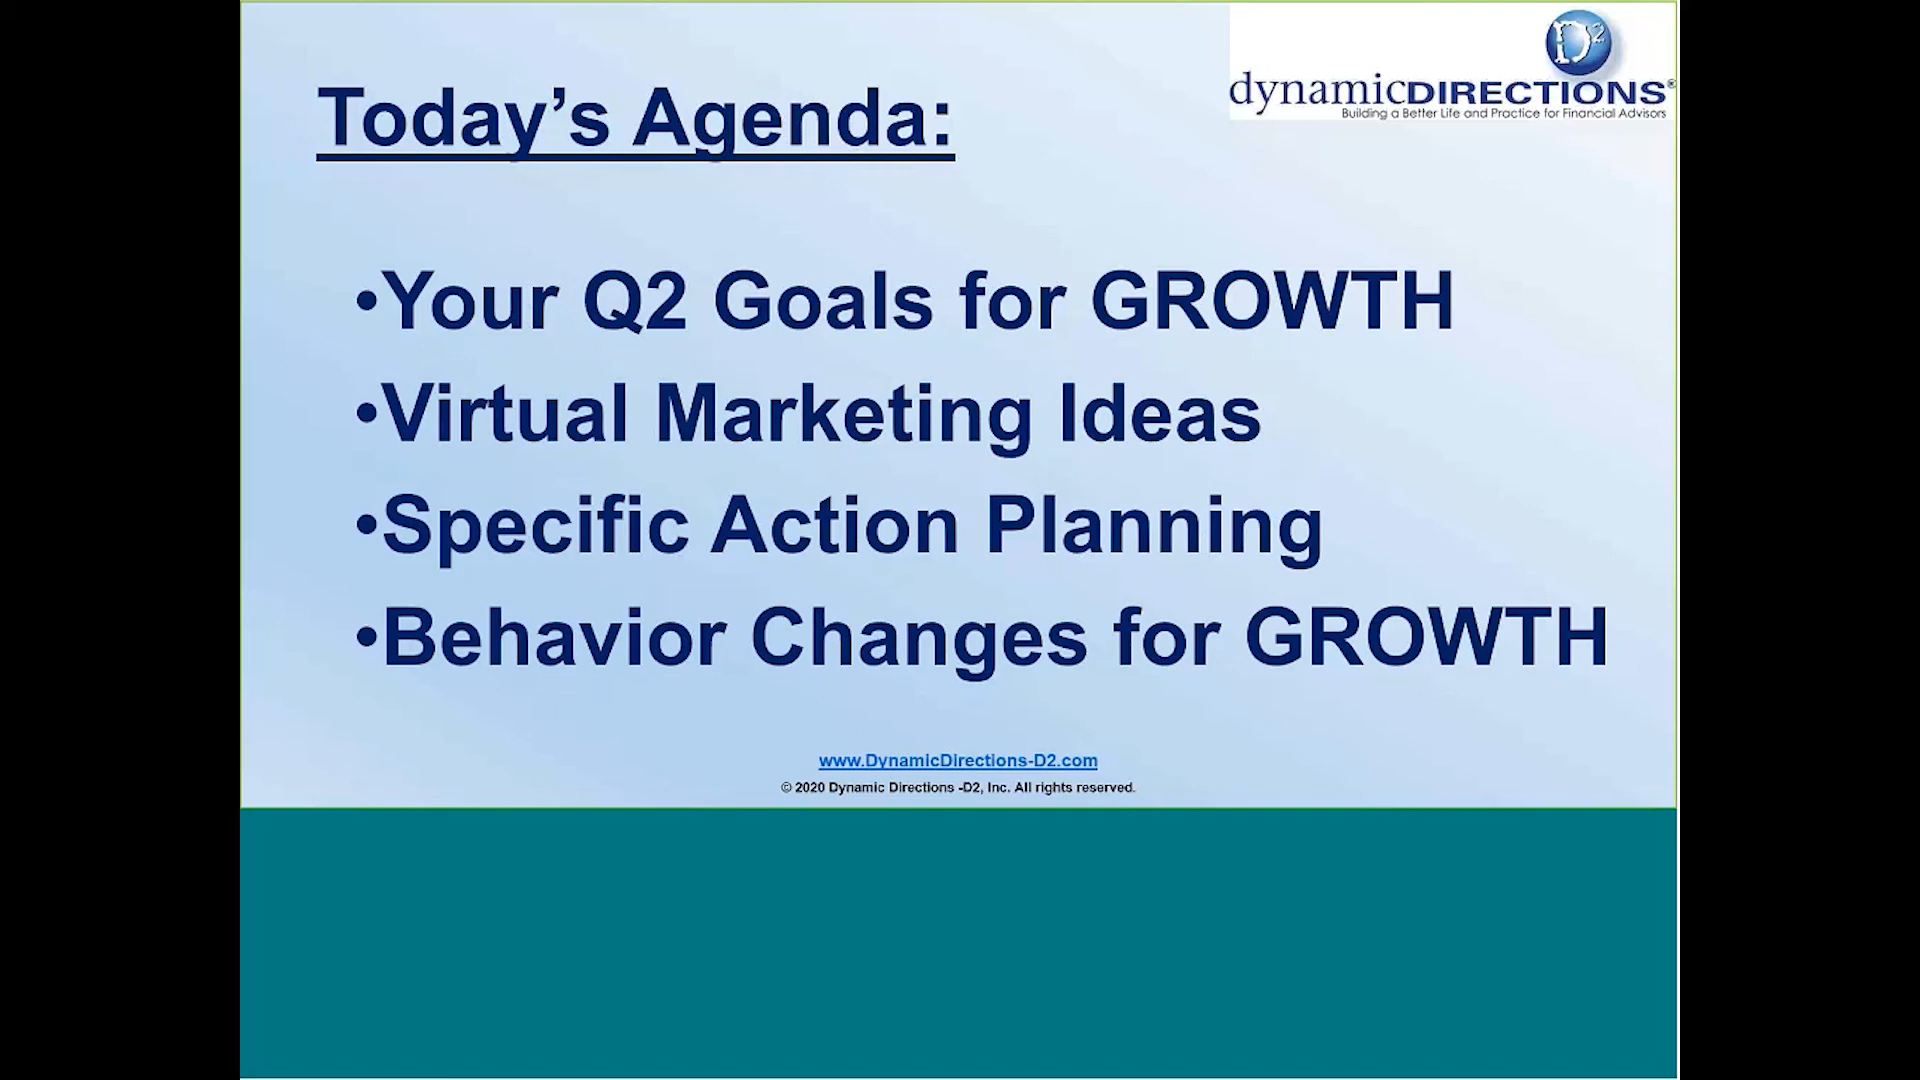 D2
dynamicDIRECTIONS®
Building a Better Life and Practice for Financial Advisors
Today’s Agenda:
•Your Q2 Goals for GROWTH
•Virtual Marketing Ideas
•Specific Action Planning
•Behavior Changes for GROWTH
www.DynamicDirections-D2.com
© 2020 Dynamic Directions -D2, Inc. All rights reserved.